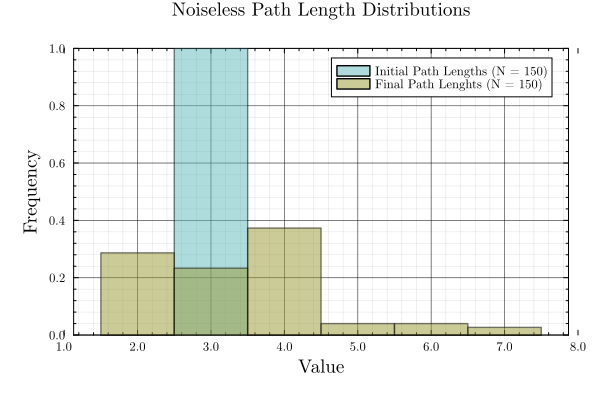 Noiseless Path Length Distributions
Initial Path Lengths (N = 150)
Final Path Lenghts (N = 150)
Frequency
1.0
0.8
0.6
0.4
0.2
0.0
1.0 2.0 3.0 4.0 5.0 6.0 7.0 8.0
Value